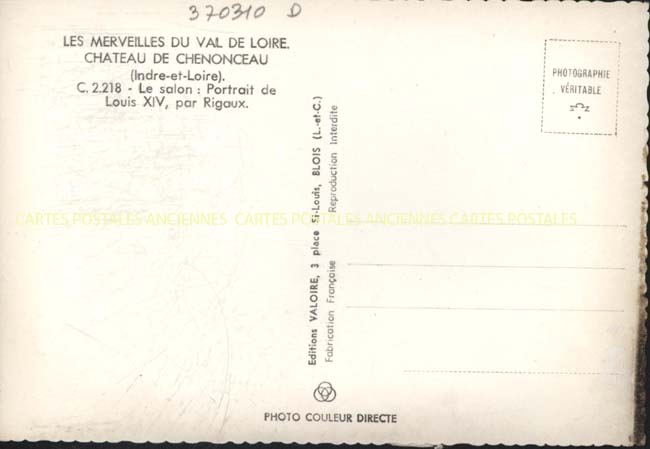 370310 D
LES MERVEILLES DU VAL DE LOIRE.
CHATEAU DE CHENONCEAU
(Indre-et-Loire).
C. 2.218 - Le salon : Portrait de
Louis XIV, par Rigaux.
PHOTOGRAPHIE
VÉRITABLE
Editions VALOIRE, 3 place St-Louis, BLOIS (L.-et-C.)
Fabrication Française Reproduction Interdite
CARTES POSTALES ANCIENNES CARTES POSTALES ANCIENNES CARTES POSTALES
PHOTO COULEUR DIRECTE